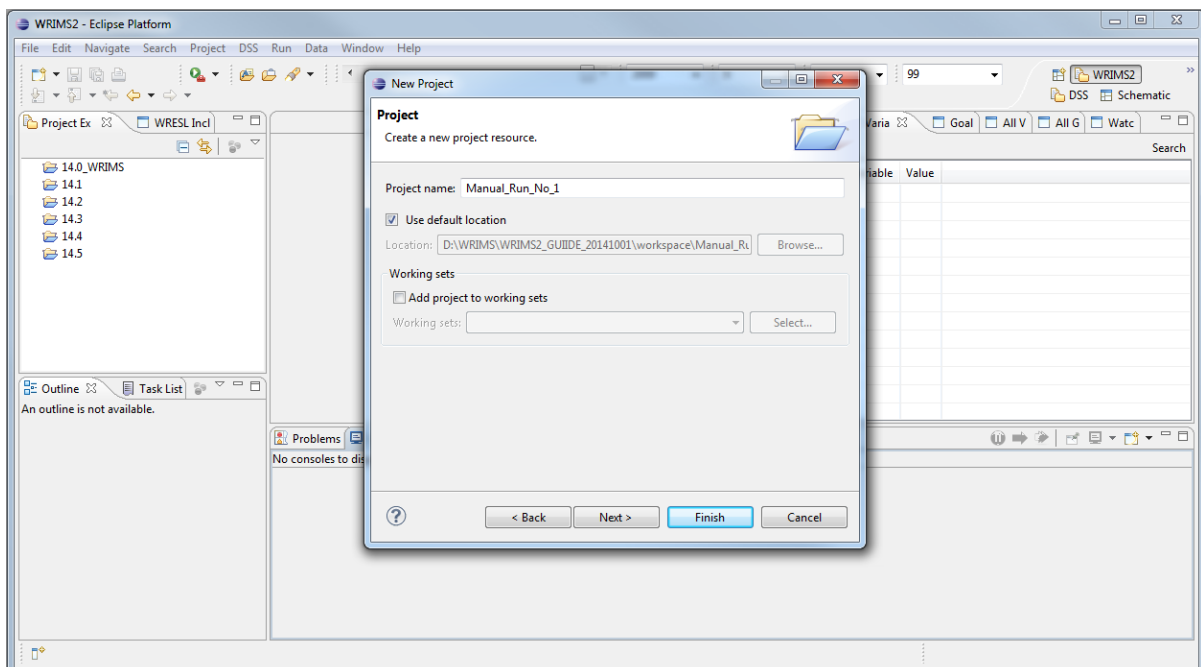 WRIMS2 - Eclipse Platform
File Edit Navigate Search Project DSS Run Data Window Help
99
WRIMS2
DSS Schematic
Project Ex WRESL Incl
14.0_WRIMS
14.1
14.2
14.3
14.4
14.5
Outline Task List
An outline is not available.
New Project
Project
Create a new project resource.
Project name: Manual_Run_No_1
Use default location
Location: D:\WRIMS\WRIMS2_GUIIDE_20141001\workspace\Manual_Ru Browse...
Working sets
Add project to working sets
Working sets: Select...
< Back Next > Finish Cancel
Varia Goal All V All G Watc
Search
riable Value
Problems
No consoles to dis